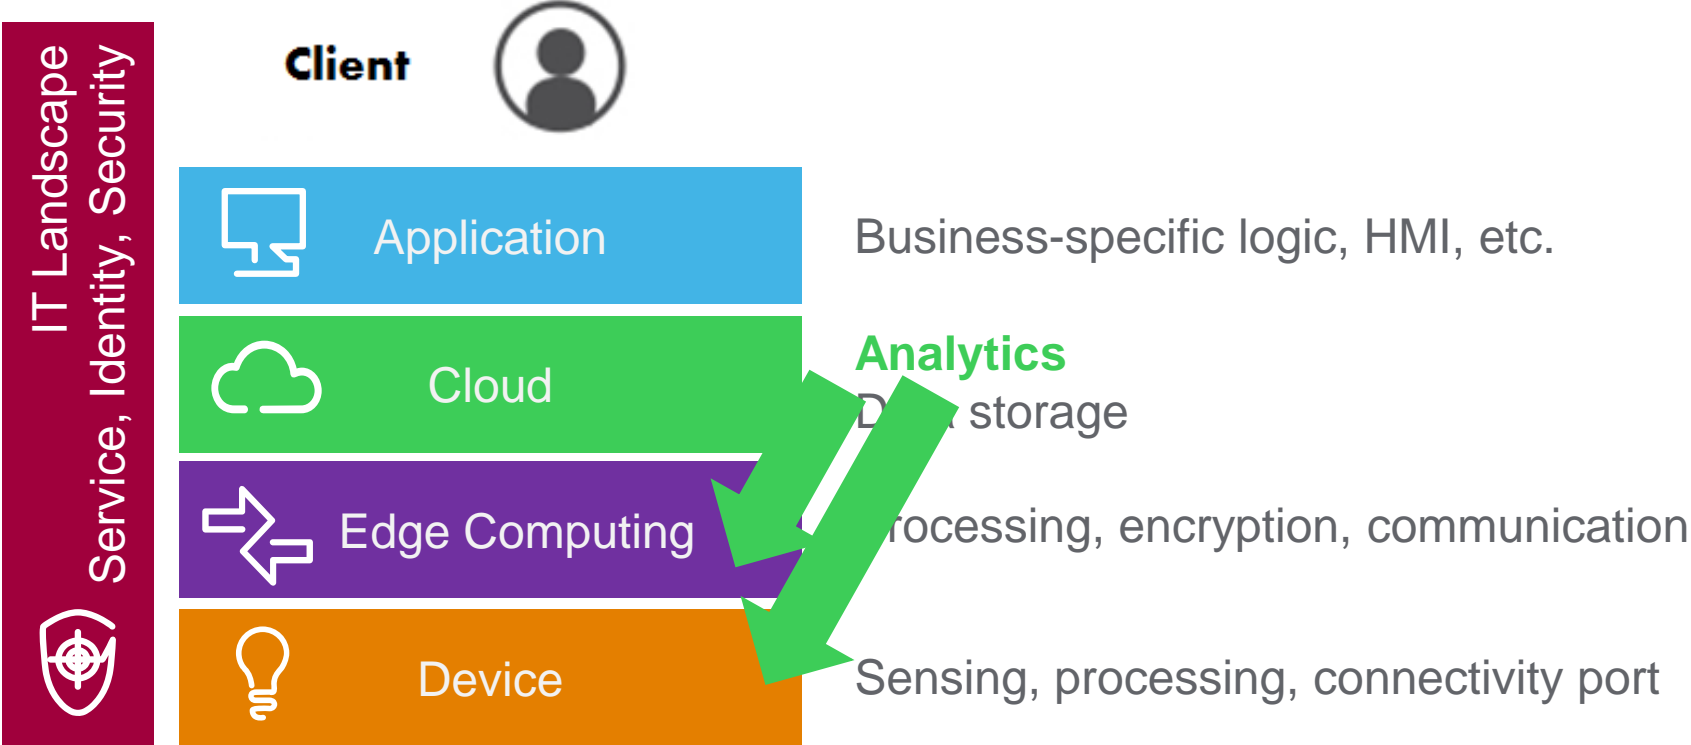 IT Landscape
Service, Identity, Security
Client
Application
Business-specific logic, HMI, etc.
Cloud
Analytics
storage
Edge Computing
rocessing, encryption, communication
Device
Sensing, processing, connectivity port